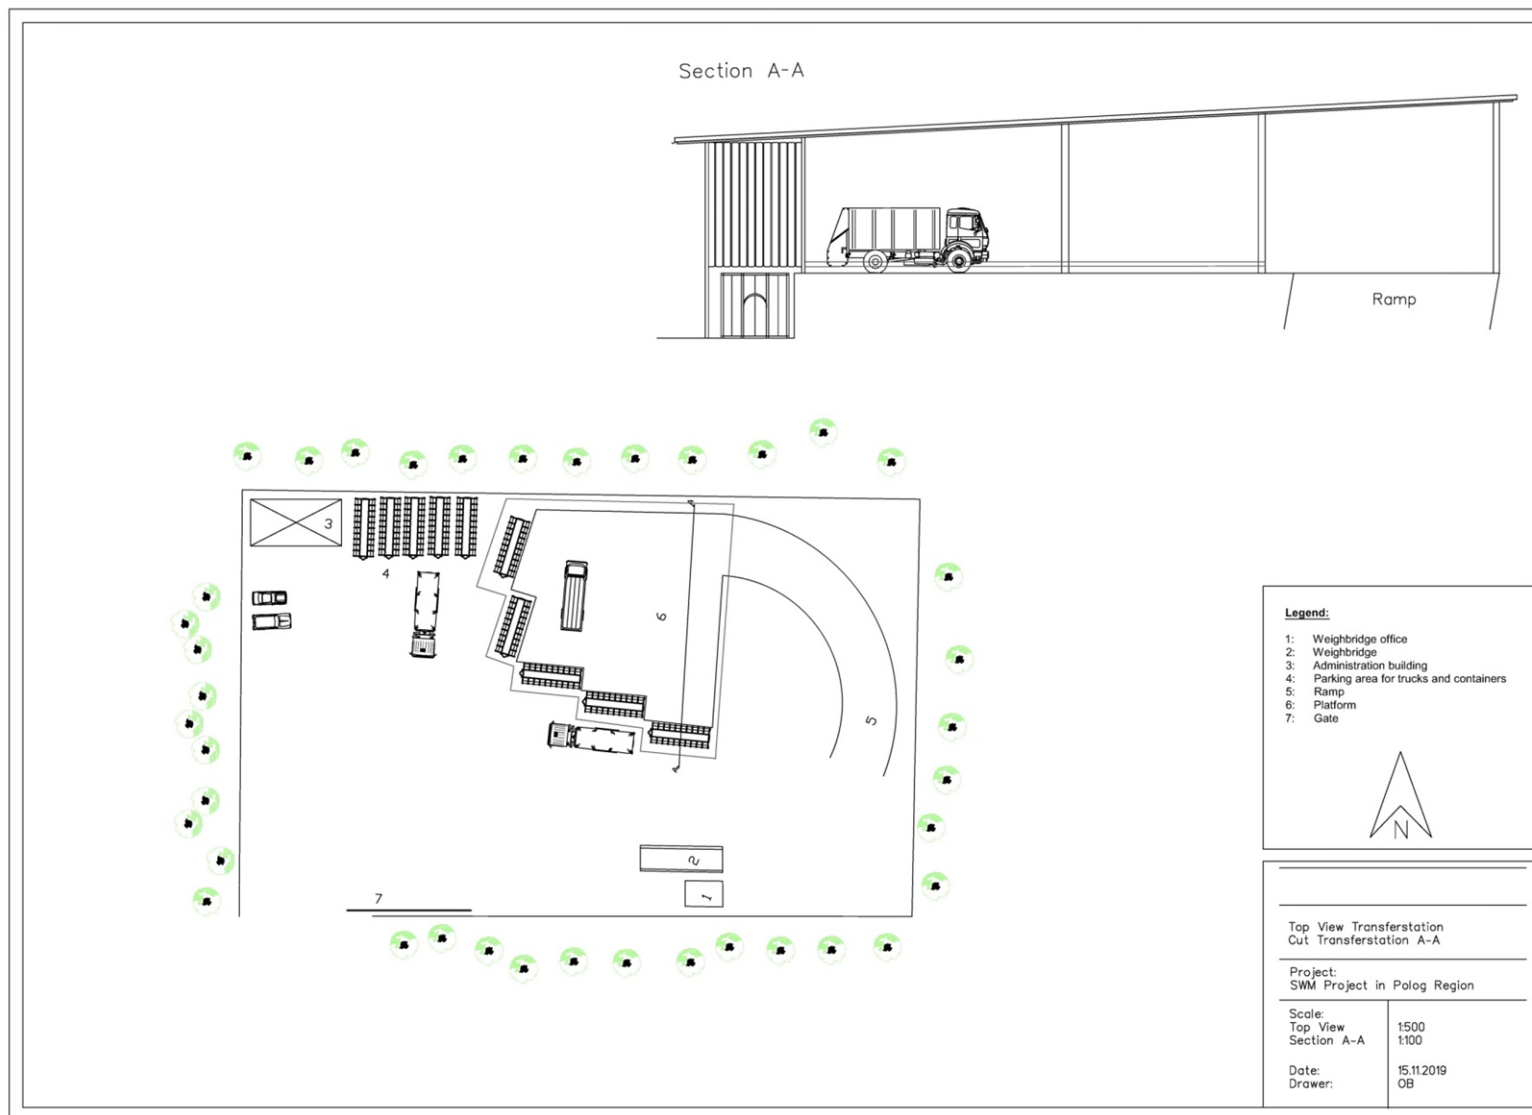 Section A-A
Ramp
A
3
4
6
5
A
2
1
7
Legend:
1: Weighbridge office
2: Weighbridge
3: Administration building
4: Parking area for trucks and containers
5: Ramp
6: Platform
7: Gate
N
Top View Transferstation
Cut Transferstation A-A
Project:
SWM Project in Polog Region
Scale:
Top View 1:500
Section A-A 1:100
Date: 15.11.2019
Drawer: OB